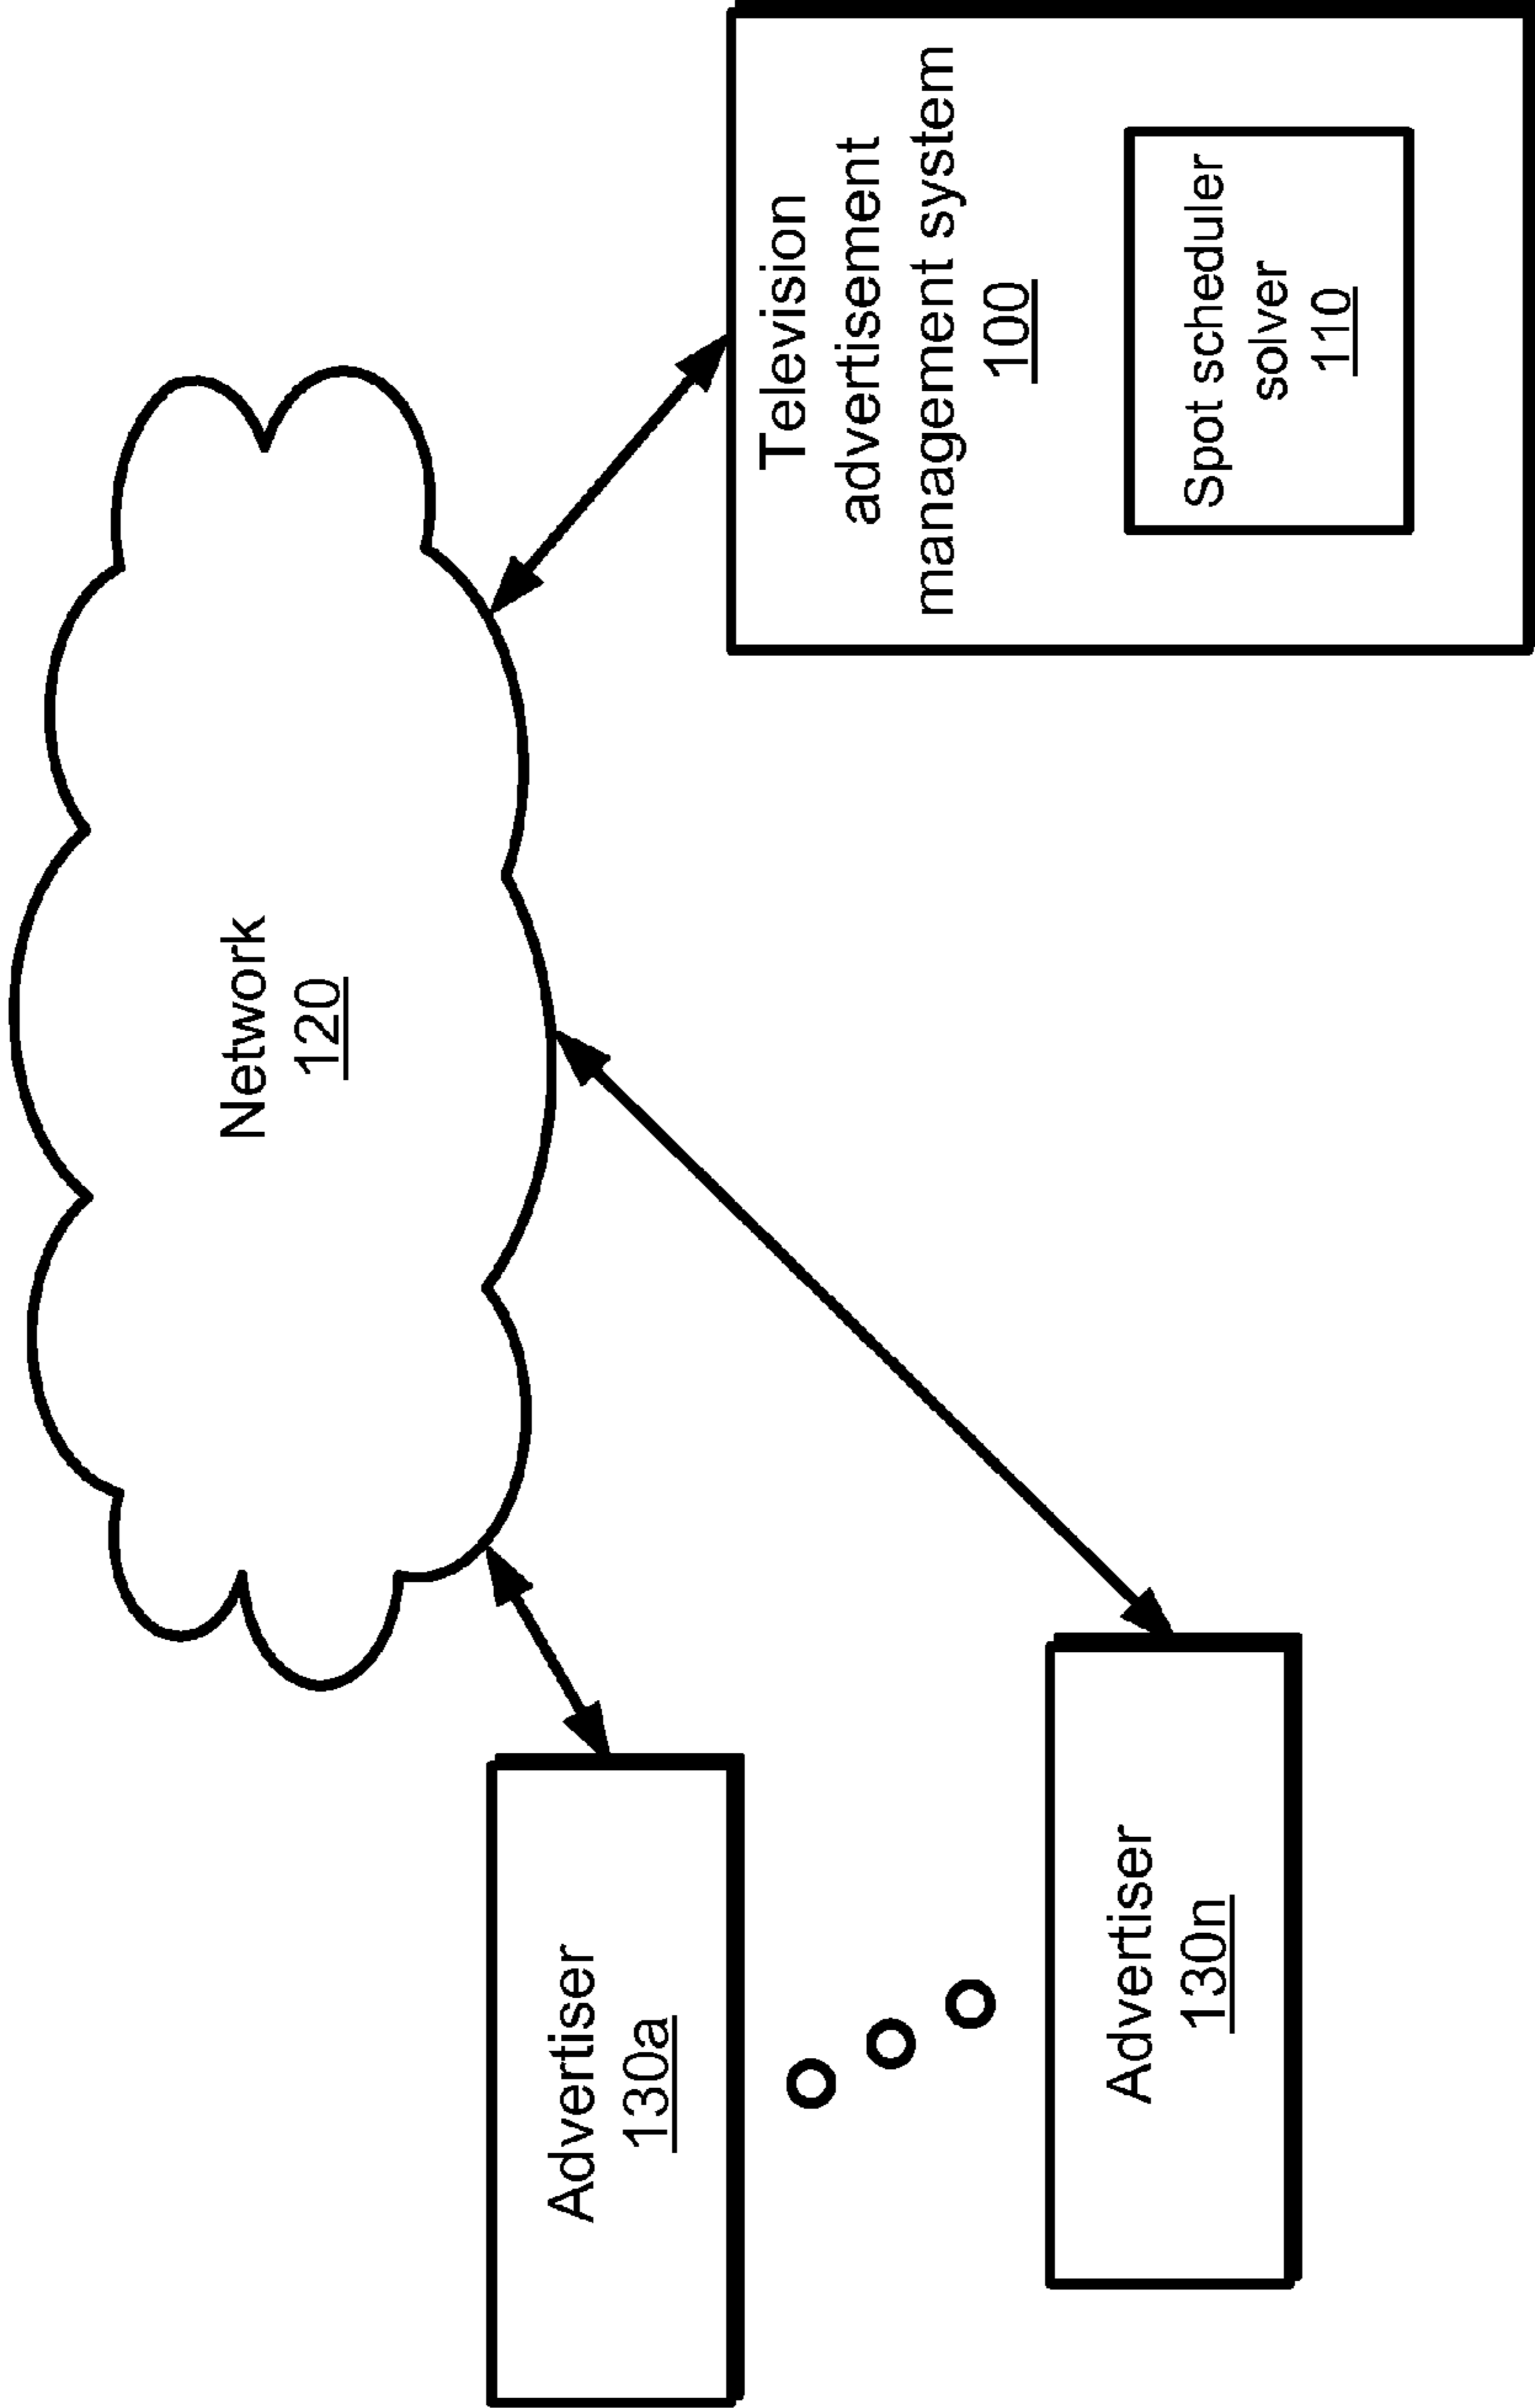 Network
120
Advertiser
130a
Advertiser
130n
Television
advertisement
management system
100
Spot scheduler
solver
110